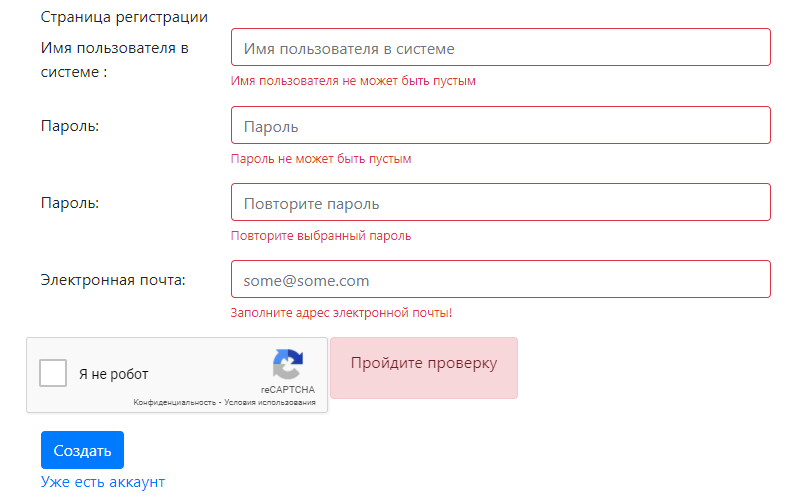 Страница регистрации
Имя пользователя в
системе :
Имя пользователя в системе
Имя пользователя не может быть пустым
Пароль:
Пароль
Пароль не может быть пустым
Пароль:
Повторите пароль
Повторите выбранный пароль
Электронная почта:
some@some.com
Заполните адрес электронной почты!
Я не робот
reCAPTCHA
Конфиденциальность - Условия использования
Пройдите проверку
Создать
Уже есть аккаунт